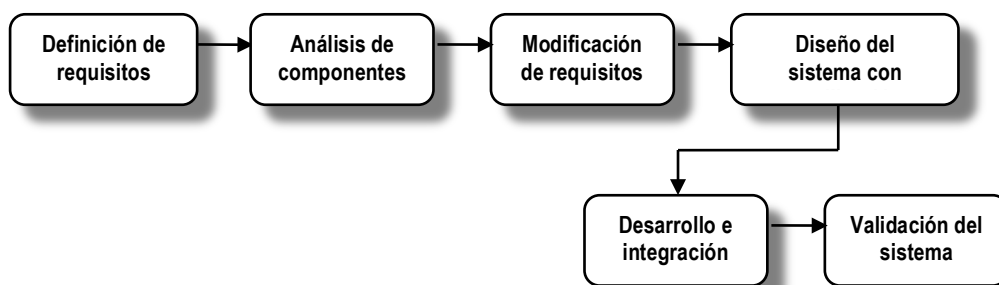 Definición de
requisitos
Análisis de
componentes
Modificación
de requisitos
Diseño del
sistema con
Desarrollo e
integración
Validación del
sistema